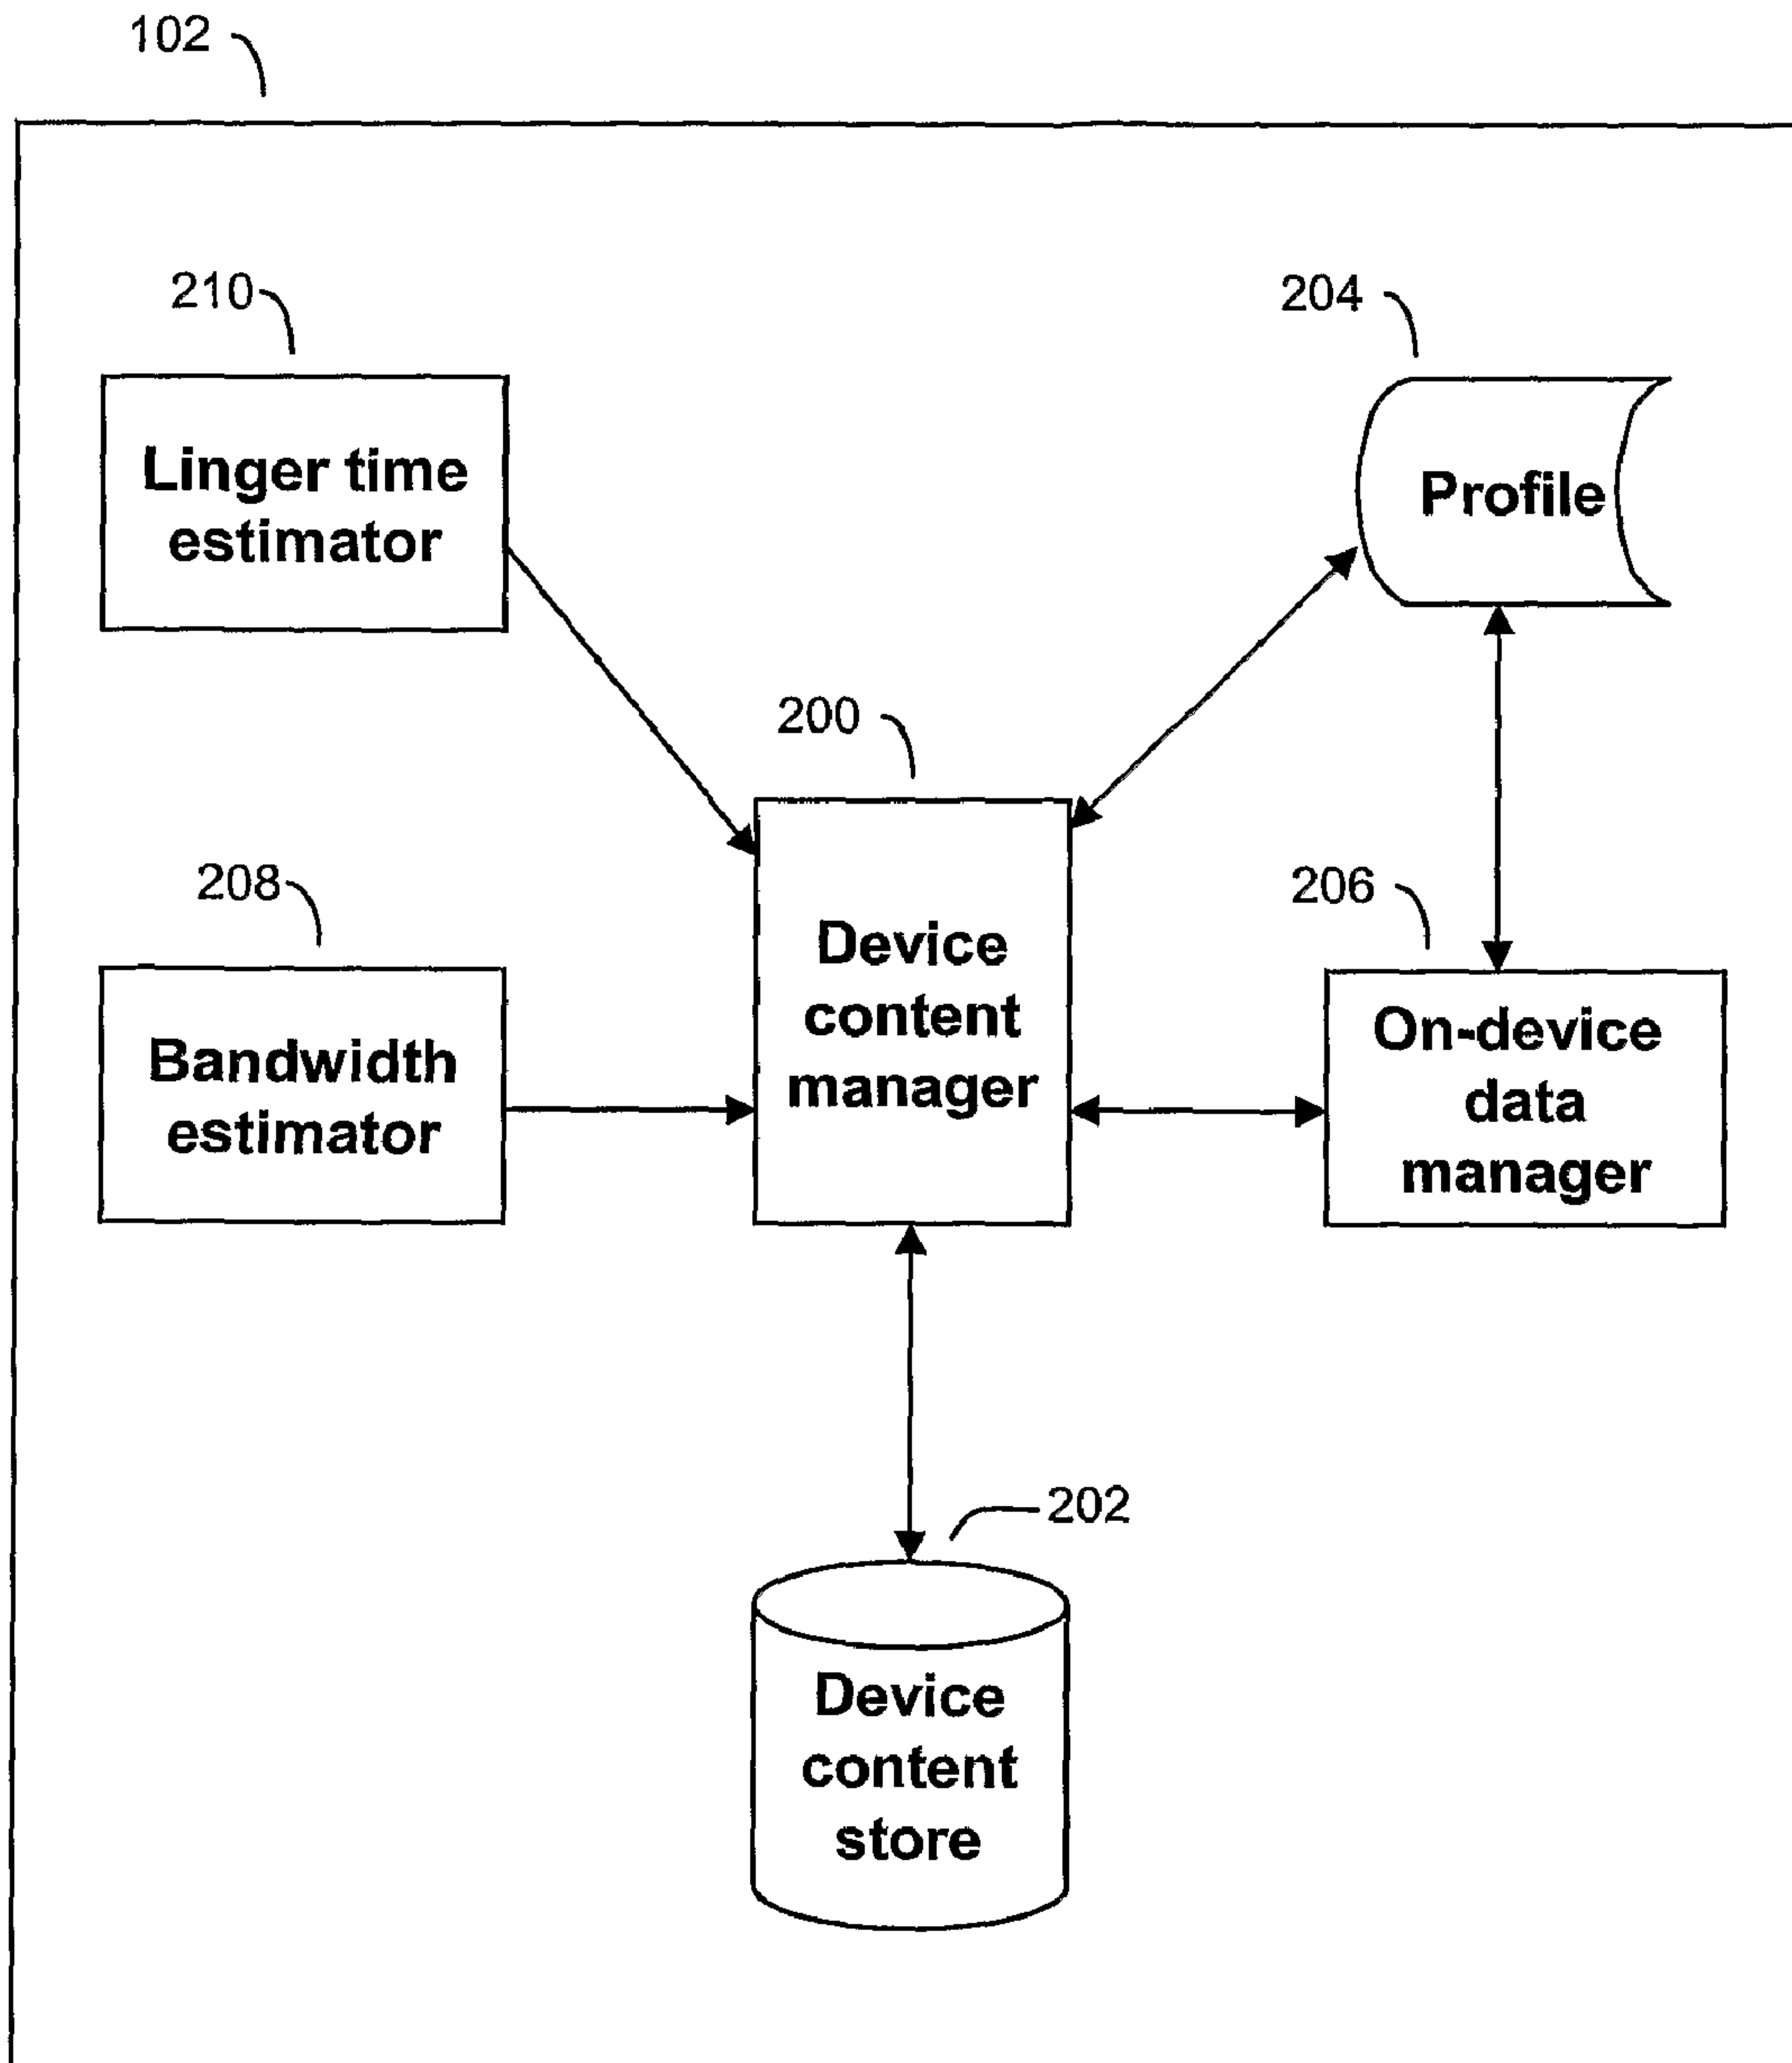 102
210
204
Linger time
estimator
Profile
200
208
206
Device
content
manager
Bandwidth
estimator
On-device
data
manager
202
Device
content
store